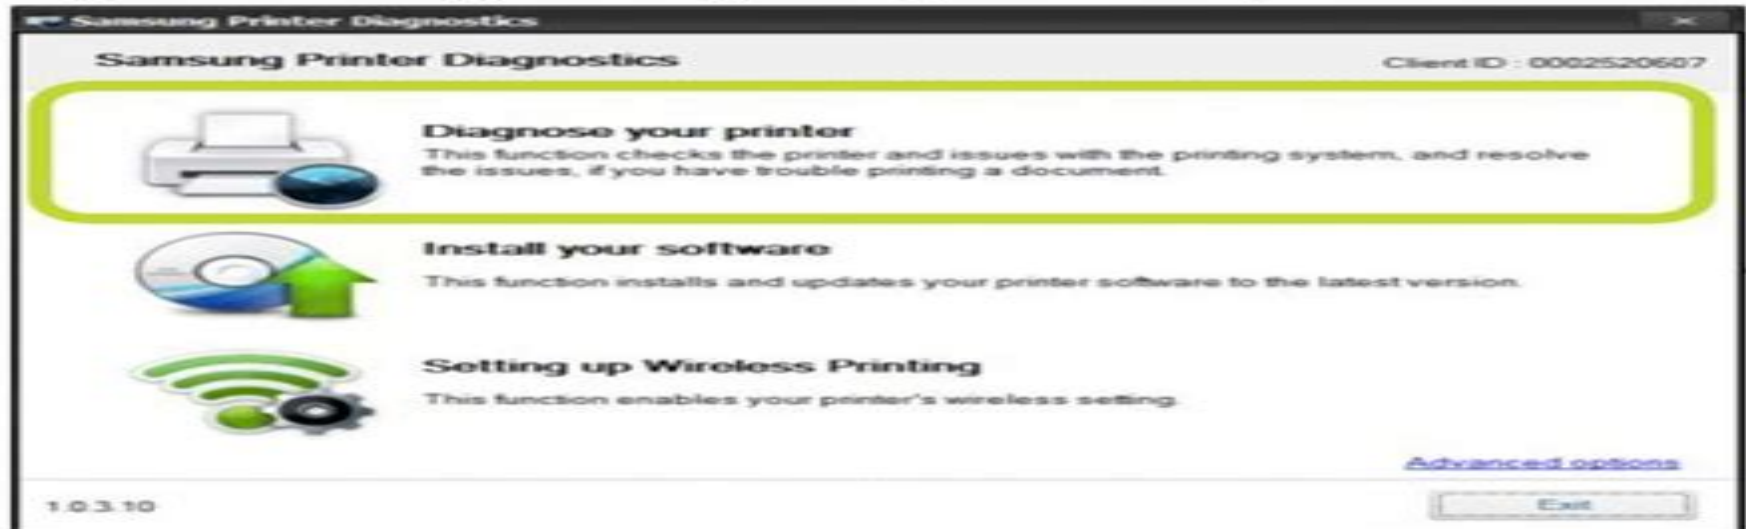 Samsung Printer Diagnostics
Samsung Printer Diagnostics
Client ID : 0002520607
Diagnose your printer
This function checks the printer and issues with the printing system, and resolve
the issues, if you have trouble printing a document.
Install your software
This function installs and updates your printer software to the latest version.
Setting up Wireless Printing
This function enables your printer's wireless setting.
Advanced options
1.0.3.10
Exit